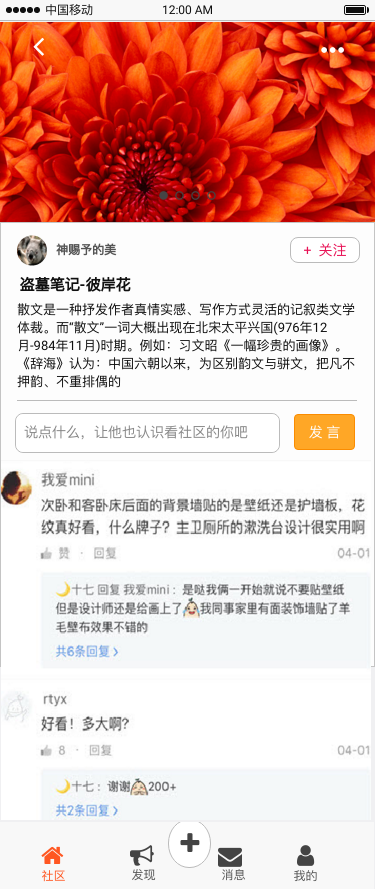 中国移动 12:00 AM
神赐予的美
+ 关注
盗墓笔记-彼岸花
散文是一种抒发作者真情实感、写作方式灵活的记叙类文学
体裁。而“散文”一词大概出现在北宋太平兴国(976年12
月-984年11月)时期。例如：习文昭《一幅珍贵的画像》。
《辞海》认为：中国六朝以来，为区别韵文与骈文，把凡不
押韵、不重排偶的
说点什么，让他也认识看社区的你吧
发 言
我爱mini
次卧和客卧床后面的背景墙贴的是壁纸还是护墙板，花
纹真好看，什么牌子？主卫厕所的漱洗台设计很实用啊
赞 · 回复 04-01
十七 回复 我爱mini：是哒我俩一开始就说不要贴壁纸
但是设计师还是给画上了 我同事家里有面装饰墙贴了羊
毛壁布效果不错的
共6条回复 >
rtyx
好看！多大啊？
8 · 回复 04-01
十七：谢谢 200+
共2条回复 >
社区 发现 消息 我的